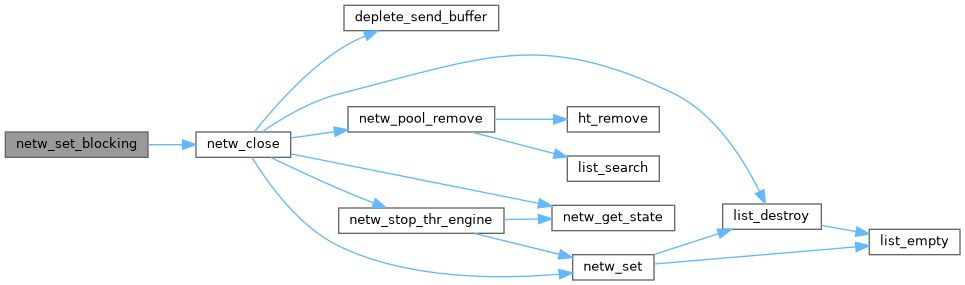 deplete_send_buffer
netw_pool_remove
ht_remove
netw_set_blocking
netw_close
list_search
netw_stop_thr_engine
netw_get_state
list_destroy
list_empty
netw_set